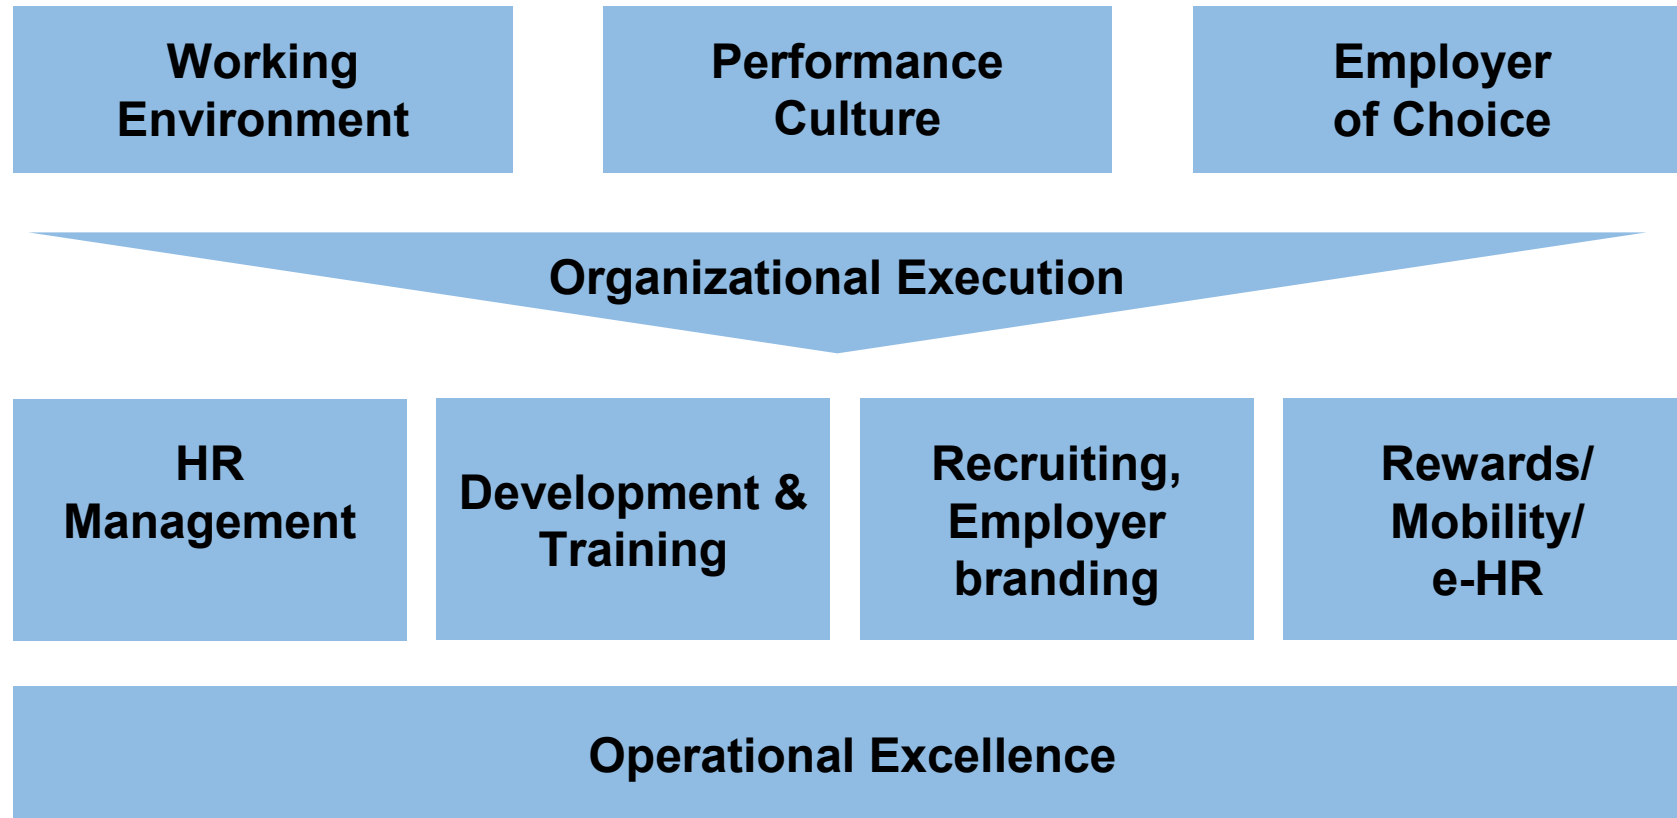 Working
Environment
Performance
Culture
Employer
of Choice
Organizational Execution
HR
Management
Development &
Training
Recruiting,
Employer
branding
Rewards/
Mobility/
e-HR
Operational Excellence